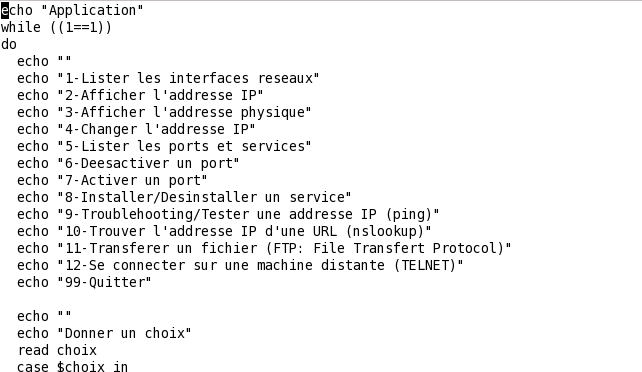 echo "Application"
while ((1==1))
do
  echo ""
  echo "1-Lister les interfaces reseaux"
  echo "2-Afficher l'addresse IP"
  echo "3-Afficher l'addresse physique"
  echo "4-Changer l'addresse IP"
  echo "5-Lister les ports et services"
  echo "6-Deesactiver un port"
  echo "7-Activer un port"
  echo "8-Installer/Desinstaller un service"
  echo "9-Troublehooting/Tester une addresse IP (ping)"
  echo "10-Trouver l'addresse IP d'une URL (nslookup)"
  echo "11-Transferer un fichier (FTP: File Transfert Protocol)"
  echo "12-Se connecter sur une machine distante (TELNET)"
  echo "99-Quitter"

  echo ""
  echo "Donner un choix"
  read choix
  case $choix in